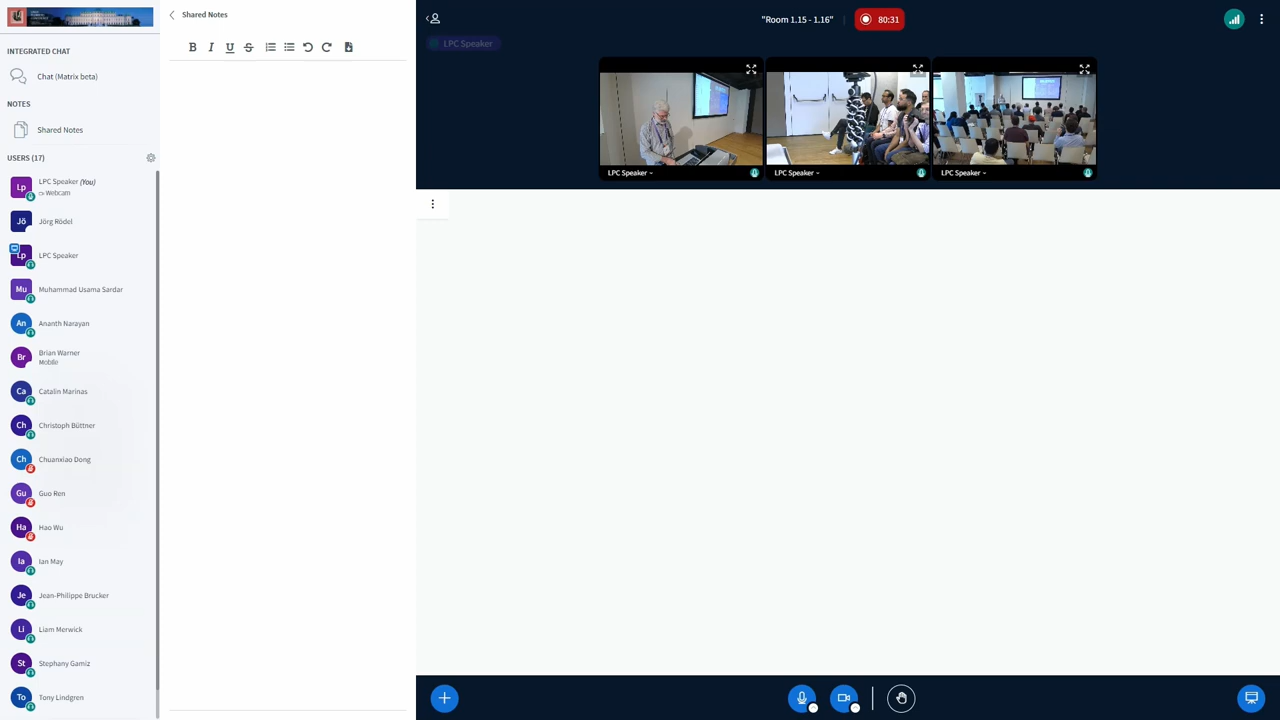 INTEGRATED CHAT
Chat (Matrix beta)
NOTES
Shared Notes
USERS (17)
Lp
LPC Speaker (You)
Webcam
Jö
Jörg Rödel
Lp
LPC Speaker
Mu
Muhammad Usama Sardar
An
Ananth Narayan
Br
Brian Warner
Mobile
Ca
Catalin Marinas
Ch
Christoph Büttner
Ch
Chuanxiao Dong
Gu
Guo Ren
Ha
Hao Wu
Ia
Ian May
Je
Jean-Philippe Brucker
Li
Liam Merwick
St
Stephany Gamiz
To
Tony Lindgren
Shared Notes
B I U S
"Room 1.15 - 1.16"
80:31
LPC Speaker
LPC Speaker
LPC Speaker
LPC Speaker